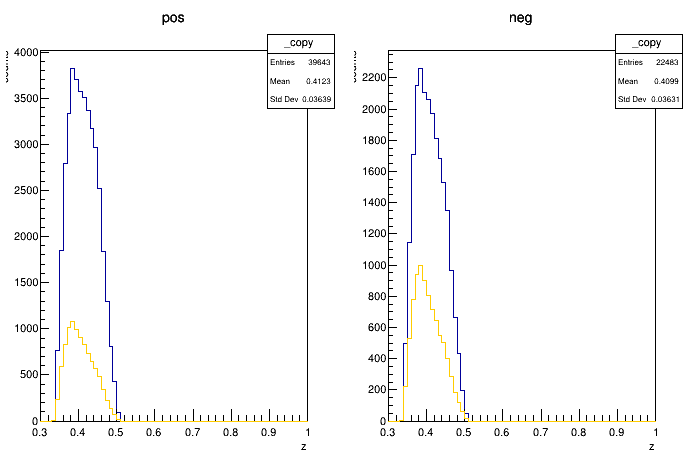 pos
_copy
Entries 39643
Mean 0.4123
Std Dev 0.03639
4000
3500
3000
2500
2000
1500
1000
500
0
0.3 0.4 0.5 0.6 0.7 0.8 0.9 1
z
neg
_copy
Entries 22463
Mean 0.4099
Std Dev 0.03631
2200
2000
1800
1600
1400
1200
1000
800
600
400
200
0
0.3 0.4 0.5 0.6 0.7 0.8 0.9 1
z